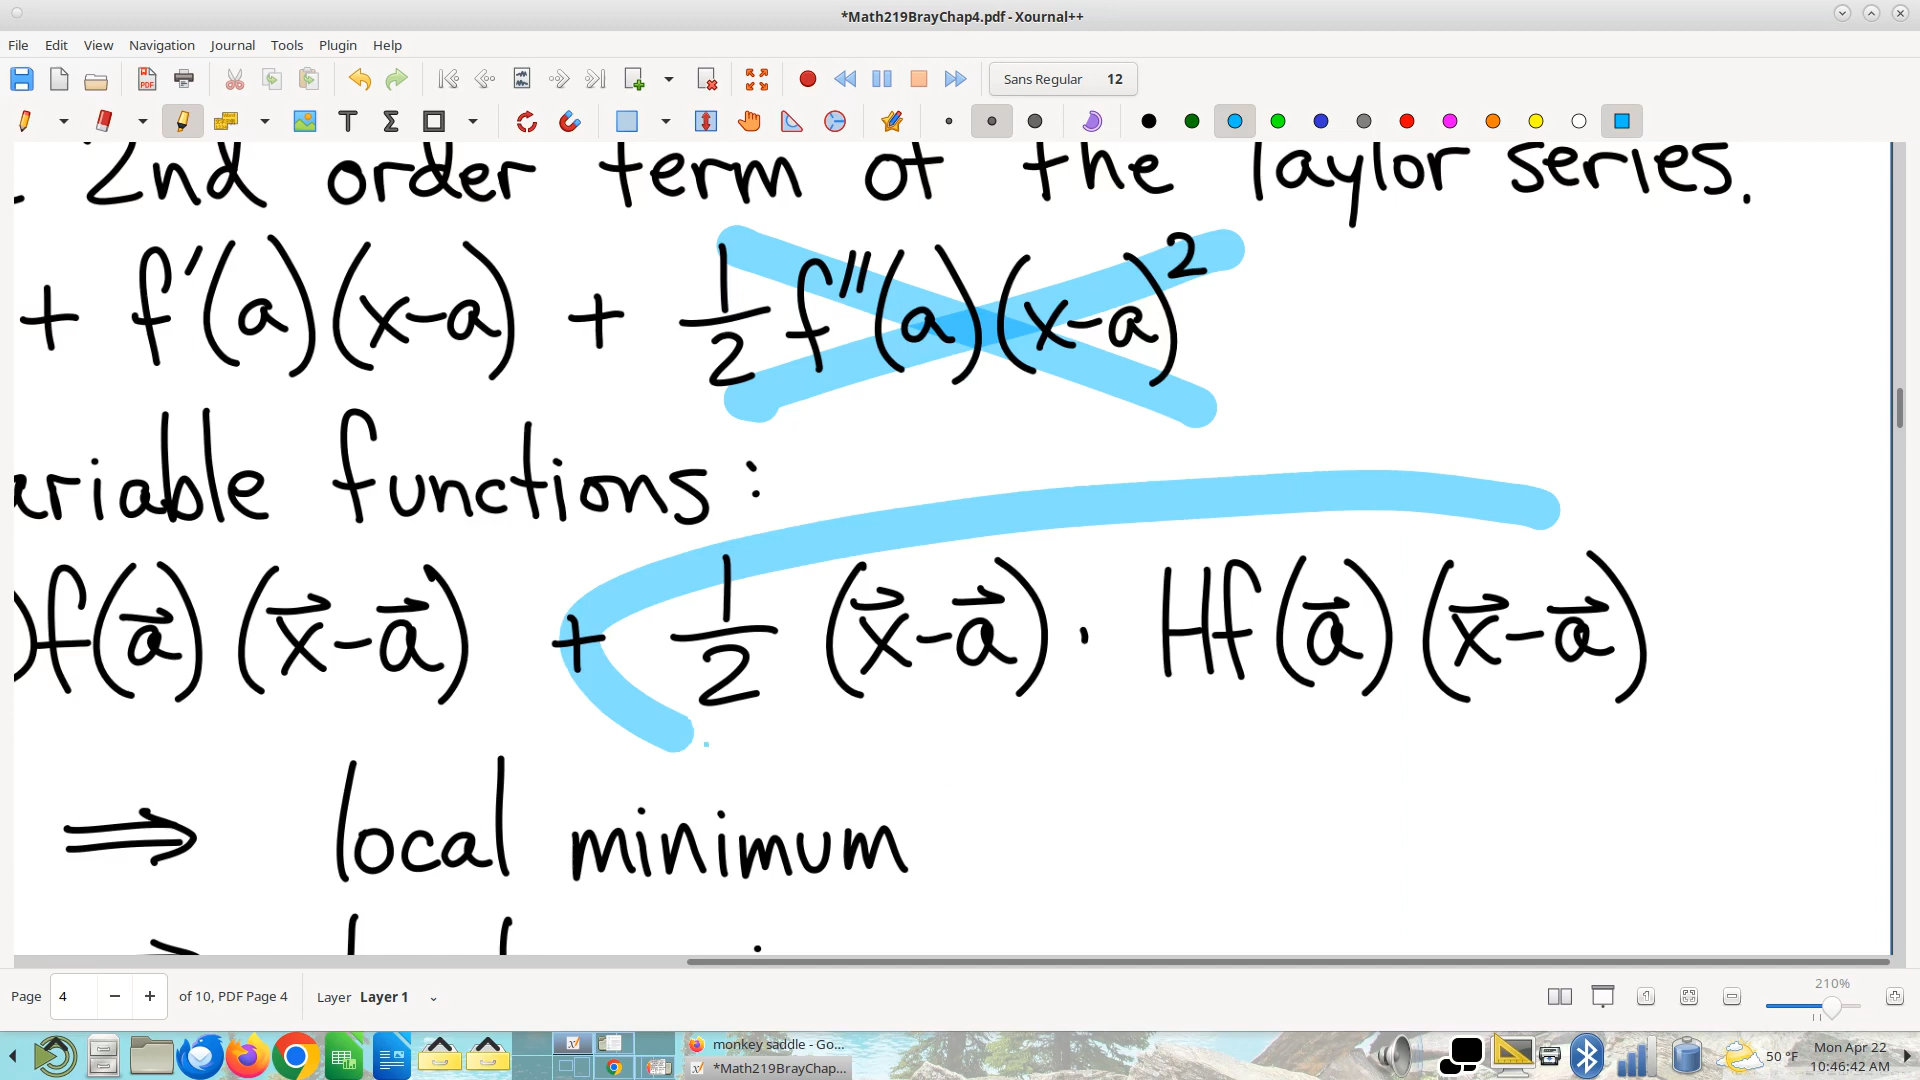 *Math219BrayChap4.pdf - Xournal++
File Edit View Navigation Journal Tools Plugin Help
Sans Regular 12
2nd order term of the Taylor series.
+ f'(a)(x-a) + 1/2 f''(a)(x-a)²
ariable functions:
)f(a⃗)(x⃗-a⃗) + 1/2 (x⃗-a⃗) · Hf(a⃗)(x⃗-a⃗)
⇒ local minimum
Page 4 - + of 10, PDF Page 4 Layer Layer 1
210%
monkey saddle - Go...
*Math219BrayChap...
50 °F
Mon Apr 22
10:46:42 AM